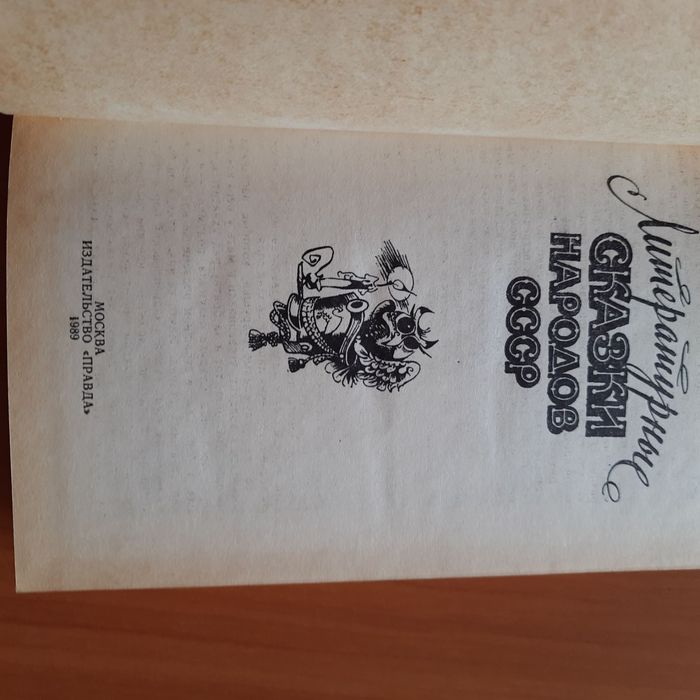 Литературные
СКАЗКИ
НАРОДОВ
СССР
МОСКВА
ИЗДАТЕЛЬСТВО «ПРАВДА»
1989